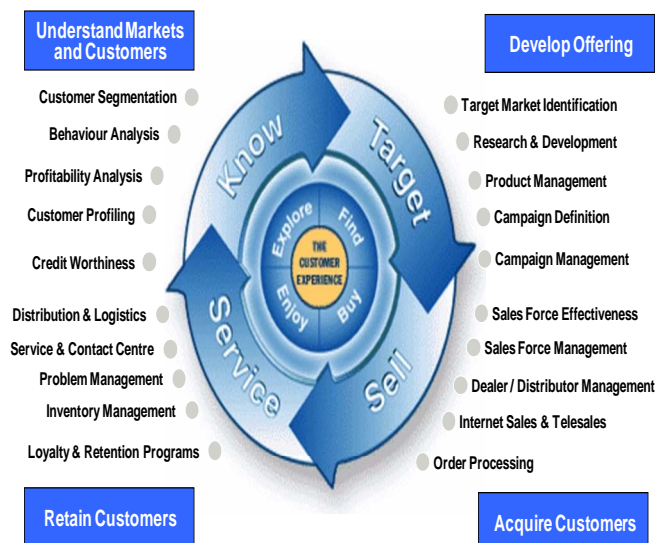 Understand Markets
and Customers
Develop Offering
Customer Segmentation
Behaviour Analysis
Profitability Analysis
Customer Profiling
Credit Worthiness
Distribution & Logistics
Service & Contact Centre
Problem Management
Inventory Management
Loyalty & Retention Programs
Know
Target
Service
Sell
Explore
Find
Enjoy
Buy
THE
CUSTOMER
EXPERIENCE
Target Market Identification
Research & Development
Product Management
Campaign Definition
Campaign Management
Sales Force Effectiveness
Sales Force Management
Dealer / Distributor Management
Internet Sales & Telesales
Order Processing
Retain Customers
Acquire Customers